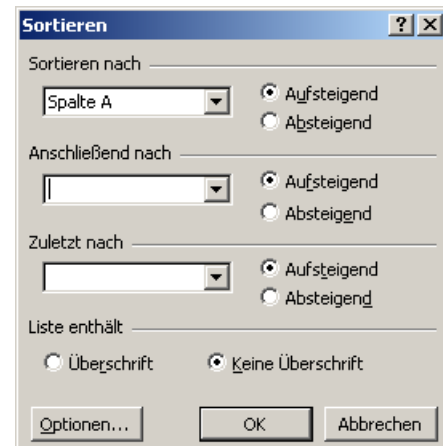 Sortieren
Sortieren nach
Spalte A
Aufsteigend
Absteigend
Anschließend nach
Aufsteigend
Absteigend
Zuletzt nach
Aufsteigend
Absteigend
Liste enthält
Überschrift Keine Überschrift
Optionen... OK Abbrechen